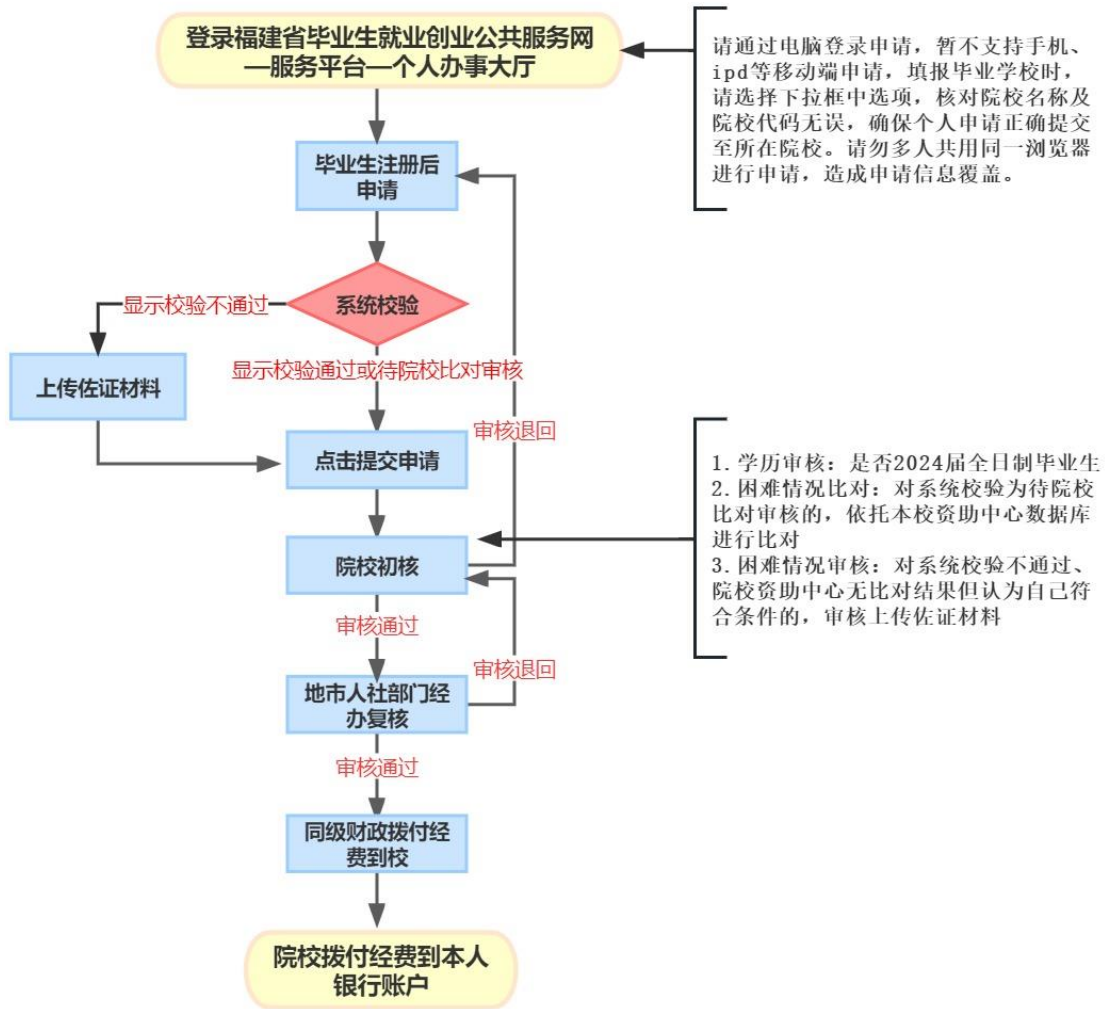 登录福建省毕业生就业创业公共服务网
—服务平台—个人办事大厅
请通过电脑登录申请，暂不支持手机、
ipd等移动端申请，填报毕业学校时，
请选择下拉框中选项，核对院校名称及
院校代码无误，确保个人申请正确提交
至所在院校。请勿多人共用同一浏览器
进行申请，造成申请信息覆盖。
毕业生注册后
申请
系统校验
显示校验不通过
上传佐证材料
显示校验通过或待院校比对审核
审核退回
点击提交申请
1.学历审核：是否2024届全日制毕业生
2.困难情况比对：对系统校验为待院校
比对审核的，依托本校资助中心数据库
进行比对
3.困难情况审核：对系统校验不通过、
院校资助中心无比对结果但认为自己符
合条件的，审核上传佐证材料
院校初核
审核通过
审核退回
地市人社部门经
办复核
审核通过
同级财政拨付经
费到校
院校拨付经费到本人
银行账户